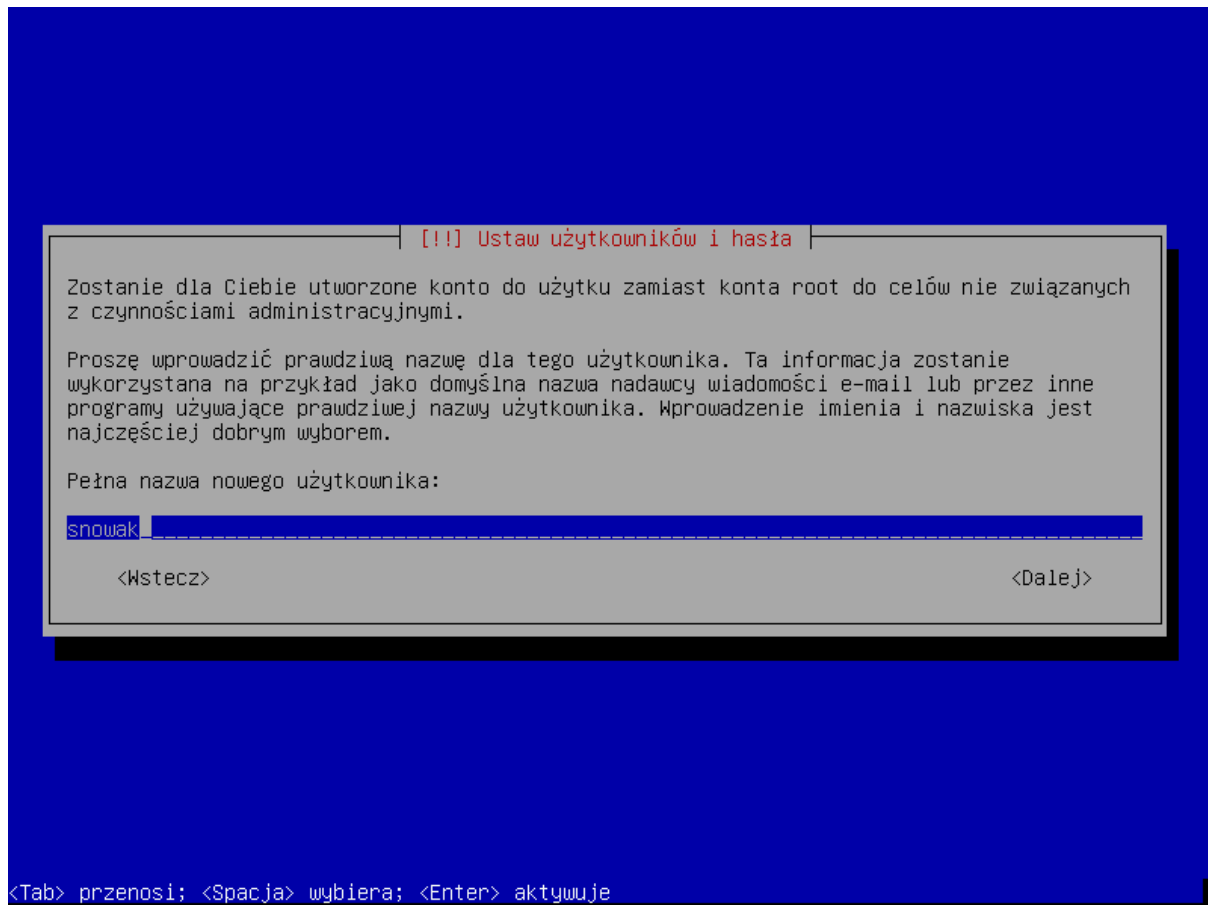 [!!] Ustaw użytkowników i hasła
Zostanie dla Ciebie utworzone konto do użytku zamiast konta root do celów nie związanych
z czynnościami administracyjnymi.
Proszę wprowadzić prawdziwą nazwę dla tego użytkownika. Ta informacja zostanie
wykorzystana na przykład jako domyślna nazwa nadawcy wiadomości e-mail lub przez inne
programy używające prawdziwej nazwy użytkownika. Wprowadzenie imienia i nazwiska jest
najczęściej dobrym wyborem.
Pełna nazwa nowego użytkownika:
snowak
<Wstecz> <Dalej>
<Tab> przenosi; <Spacja> wybiera; <Enter> aktywuje